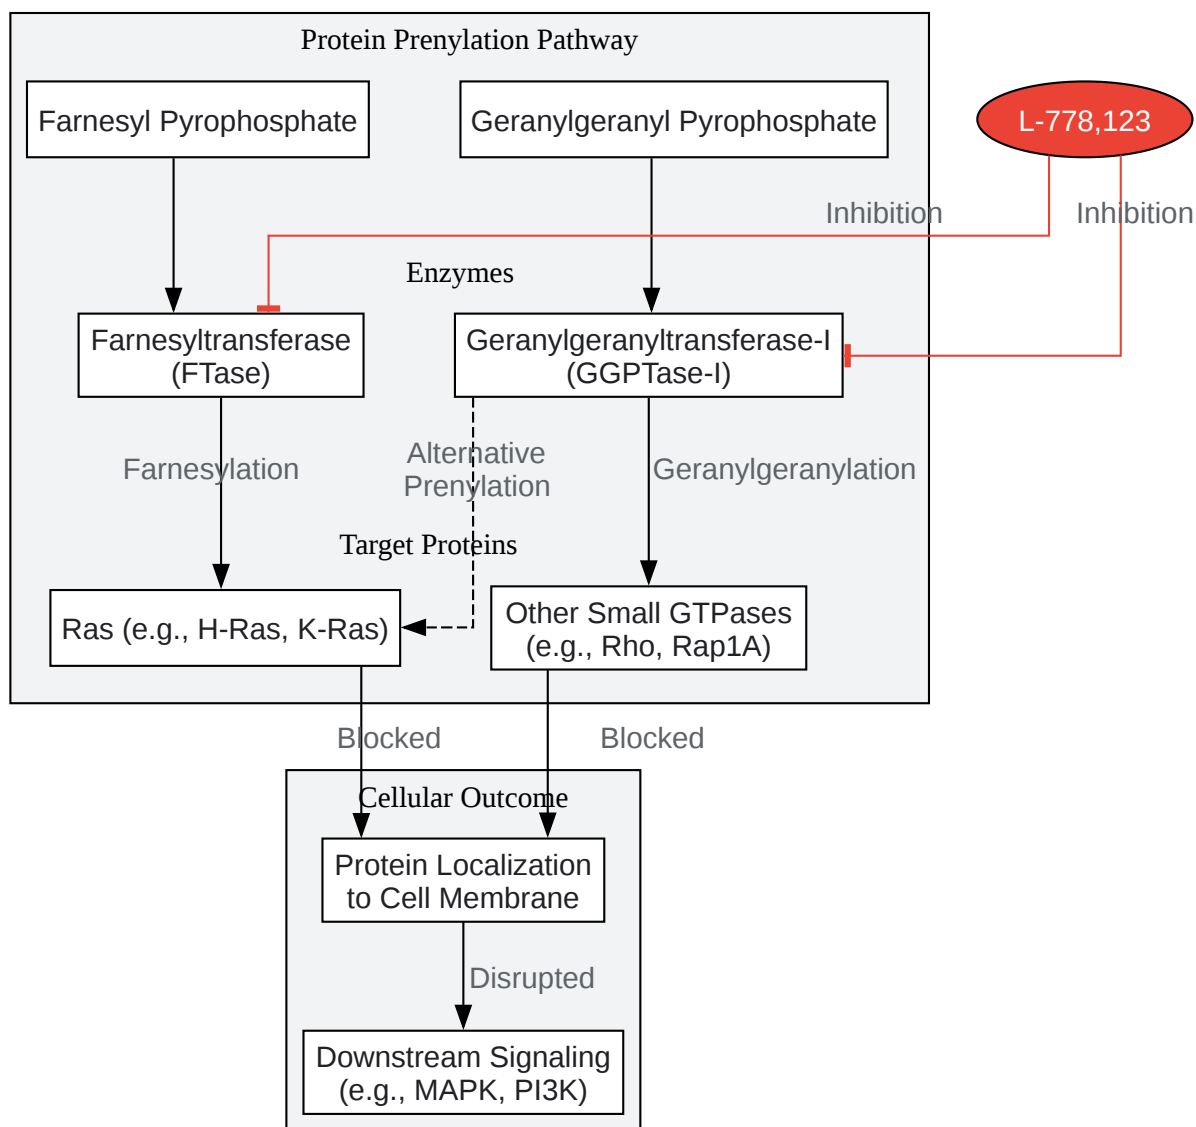 Protein Prenylation Pathway
Farnesyl Pyrophosphate
Geranylgeranyl Pyrophosphate
L-778,123
Inhibition
Inhibition
Enzymes
Farnesyltransferase
(FTase)
Geranylgeranyltransferase-I
(GGPTase-I)
Farnesylation
Alternative
Prenylation
Geranylgeranylation
Target Proteins
Ras (e.g., H-Ras, K-Ras)
Other Small GTPases
(e.g., Rho, Rap1A)
Blocked
Blocked
Cellular Outcome
Protein Localization
to Cell Membrane
Disrupted
Downstream Signaling
(e.g., MAPK, PI3K)